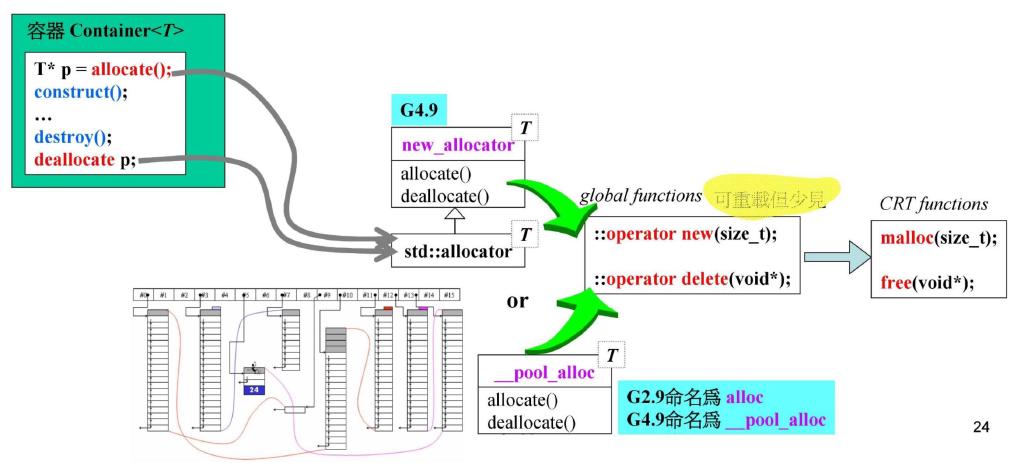 容器 Container<T>
T* p = allocate();
construct();
…
destroy();
deallocate p;
G4.9
T
new_allocator
allocate()
deallocate()
T
std::allocator
global functions 可重載但少見
::operator new(size_t);
::operator delete(void*);
CRT functions
malloc(size_t);
free(void*);
#0 #1 #2 #3 #4 #5 #6 #7 #8 #9 #10 #11 #12 #13 #14 #15
24
or
T
__pool_alloc
allocate()
deallocate()
G2.9命名為 alloc
G4.9命名為 __pool_alloc
24